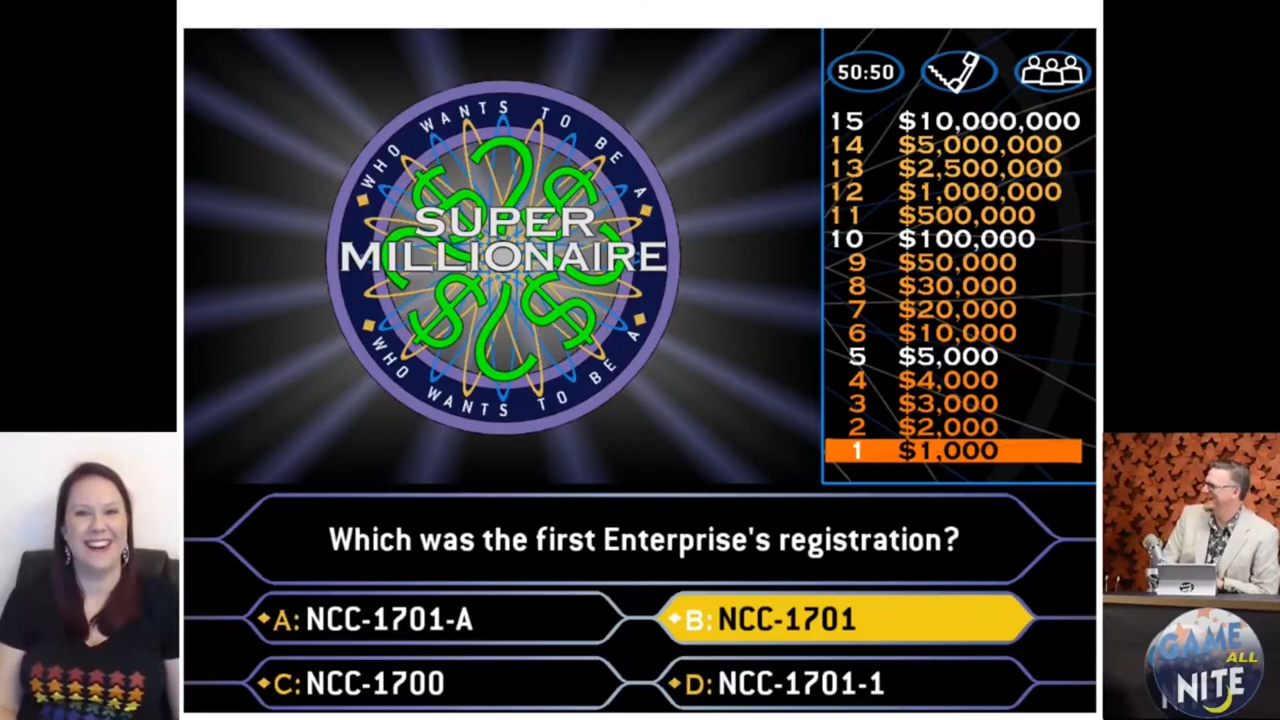 WHO WANTS TO BE A
SUPER
MILLIONAIRE
WHO WANTS TO BE A
50:50
15 $10,000,000
14 $5,000,000
13 $2,500,000
12 $1,000,000
11 $500,000
10 $100,000
9 $50,000
8 $30,000
7 $20,000
6 $10,000
5 $5,000
4 $4,000
3 $3,000
2 $2,000
1 $1,000
Which was the first Enterprise's registration?
A: NCC-1701-A
B: NCC-1701
C: NCC-1700
D: NCC-1701-1
GAME
ALL
NITE